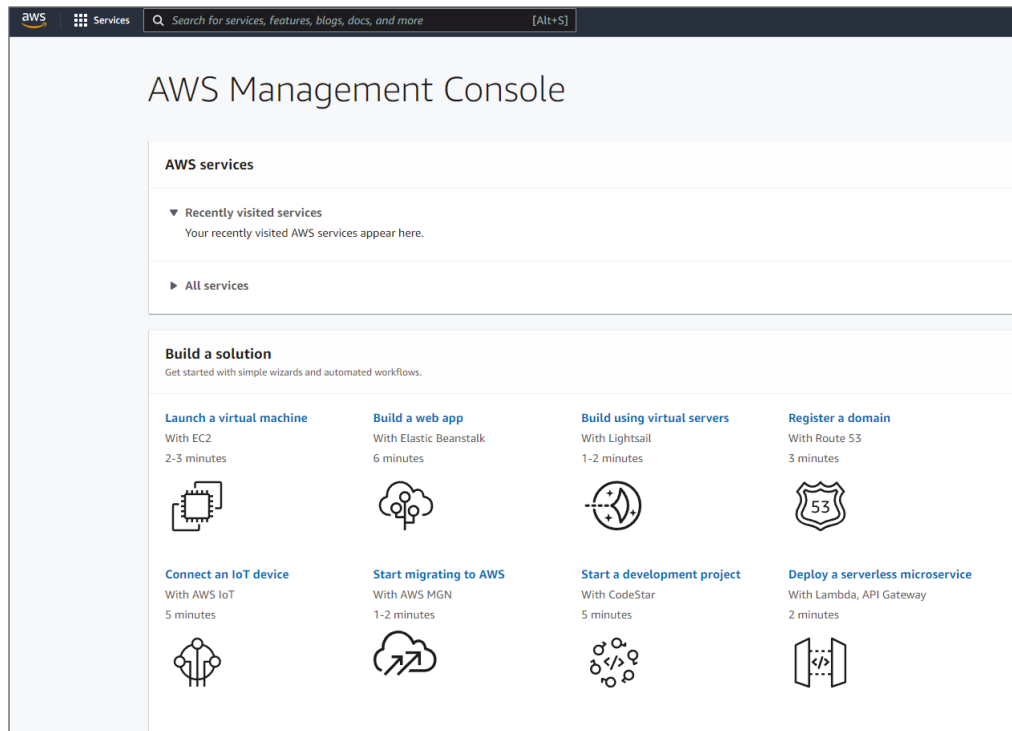 aws Services Search for services, features, blogs, docs, and more [Alt+S]
AWS Management Console
AWS services
Recently visited services
Your recently visited AWS services appear here.
All services
Build a solution
Get started with simple wizards and automated workflows.
Launch a virtual machine
With EC2
2-3 minutes
Build a web app
With Elastic Beanstalk
6 minutes
Build using virtual servers
With Lightsail
1-2 minutes
Register a domain
With Route 53
3 minutes
53
Connect an IoT device
With AWS IoT
5 minutes
Start migrating to AWS
With AWS MGN
1-2 minutes
Start a development project
With CodeStar
5 minutes
</>
Deploy a serverless microservice
With Lambda, API Gateway
2 minutes
</>